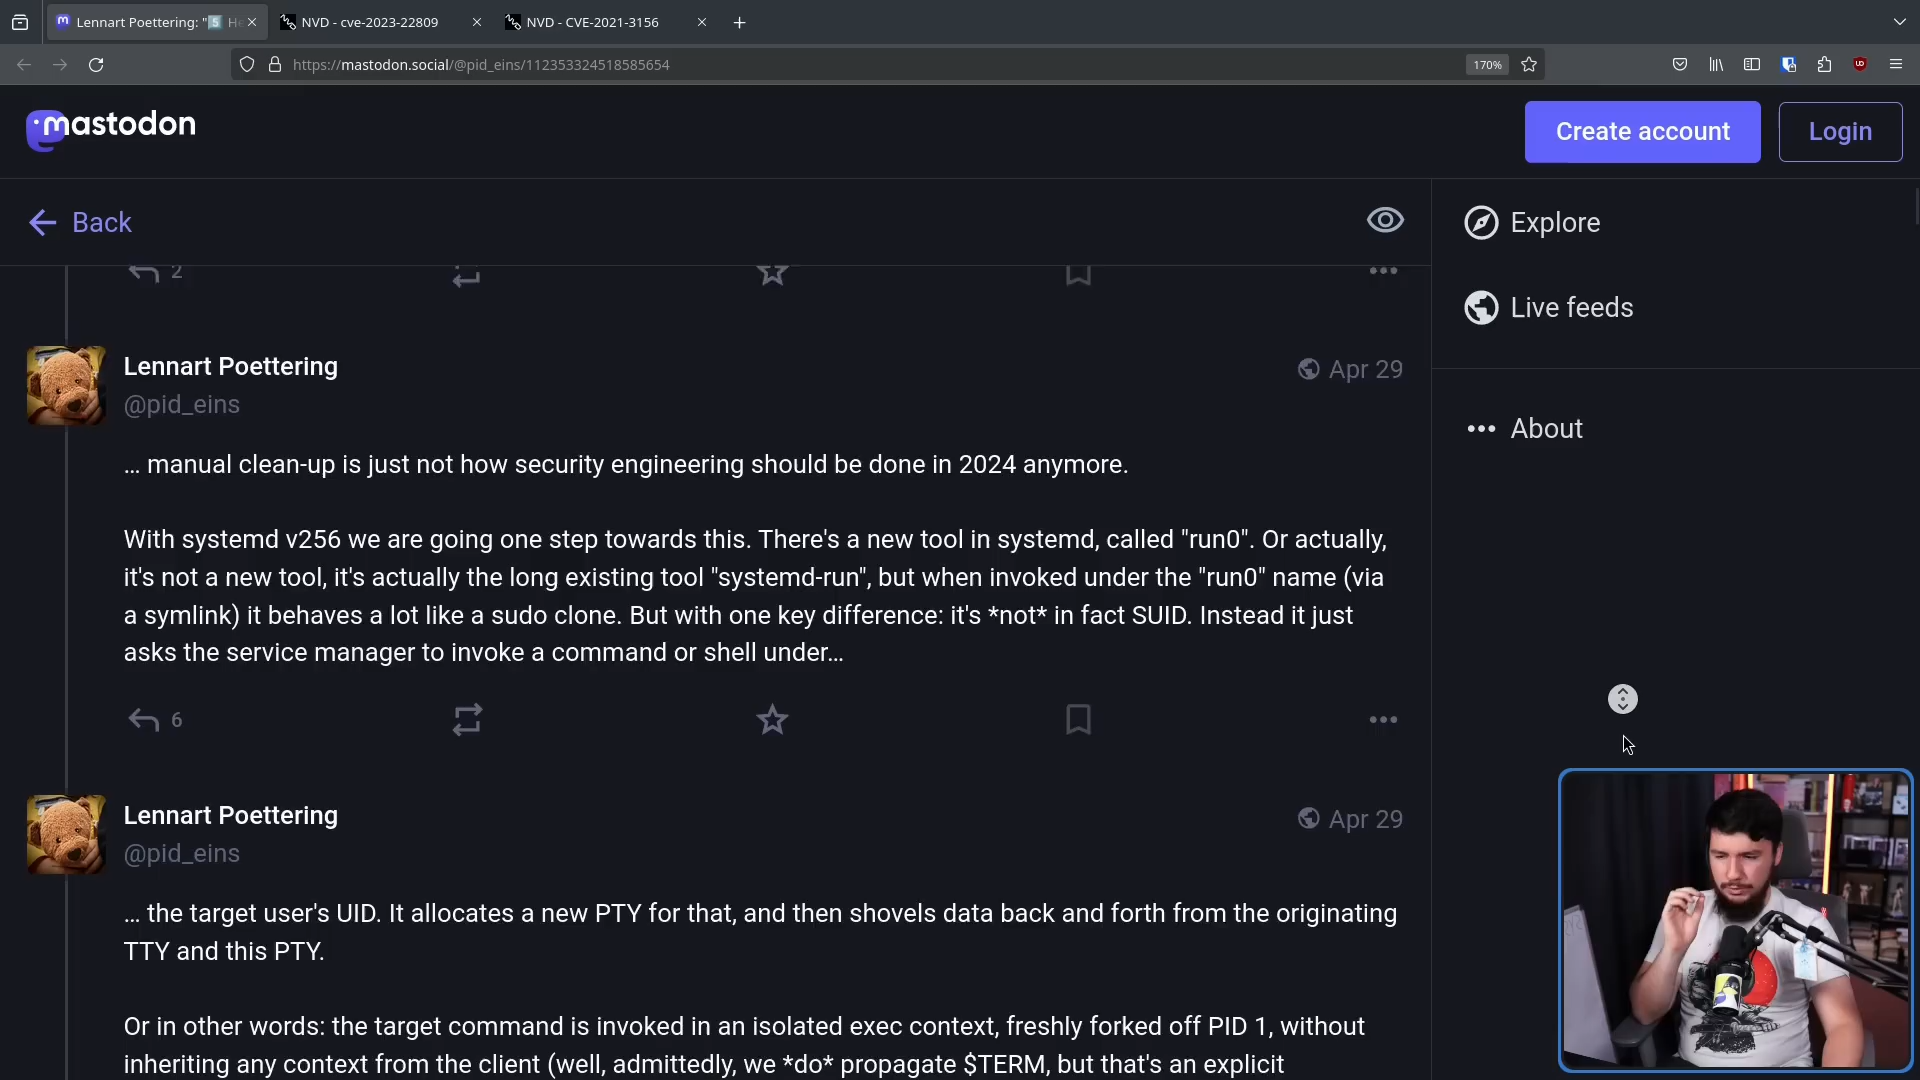 Lennart Poettering: "5 He
NVD - cve-2023-22809
NVD - CVE-2021-3156
https://mastodon.social/@pid_eins/112353324518585654
170%
mastodon
Create account
Login
Back
Explore
Live feeds
About
2
Lennart Poettering
Apr 29
@pid_eins
… manual clean-up is just not how security engineering should be done in 2024 anymore.
With systemd v256 we are going one step towards this. There's a new tool in systemd, called "run0". Or actually,
it's not a new tool, it's actually the long existing tool "systemd-run", but when invoked under the "run0" name (via
a symlink) it behaves a lot like a sudo clone. But with one key difference: it's *not* in fact SUID. Instead it just
asks the service manager to invoke a command or shell under…
6
Lennart Poettering
Apr 29
@pid_eins
… the target user's UID. It allocates a new PTY for that, and then shovels data back and forth from the originating
TTY and this PTY.
Or in other words: the target command is invoked in an isolated exec context, freshly forked off PID 1, without
inheriting any context from the client (well, admittedly, we *do* propagate $TERM, but that's an explicit